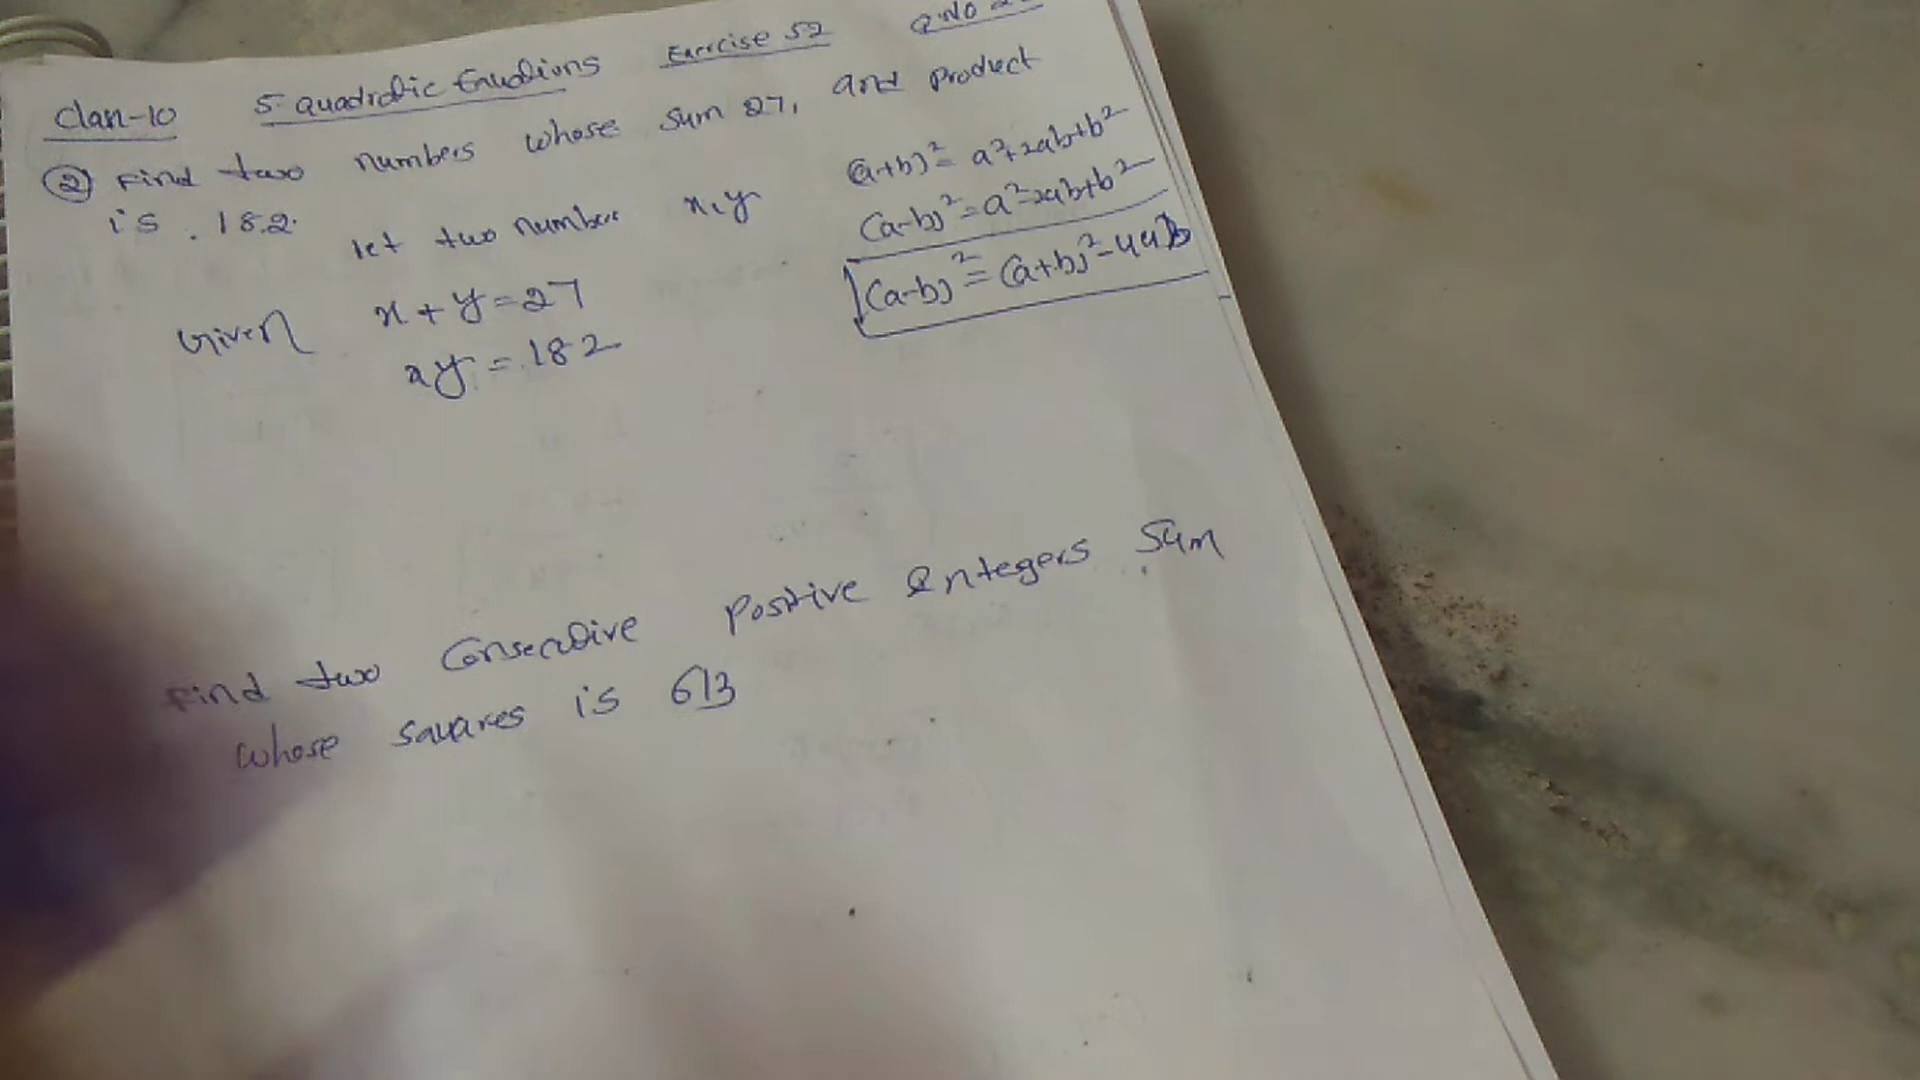 Class-10 5. Quadratic Equations Exercise 5.2 Q.No
② Find two numbers whose sum 27, and product
is . 182.
let two numbers x, y
Given x + y = 27
xy = 182
(a+b)² = a²+2ab+b²
(a-b)² = a²-2ab+b²
(a-b)² = (a+b)²-4ab
Find two Consecutive positive integers sum
whose squares is 613